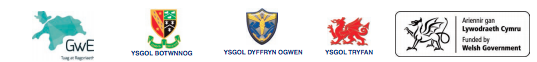 GwE
YSGOL BOTWNNOG
YSGOL DYFFRYN OGWEN
YSGOL TRYFAN
Ariennir gan
Lywodraeth Cymru
Funded by
Welsh Government